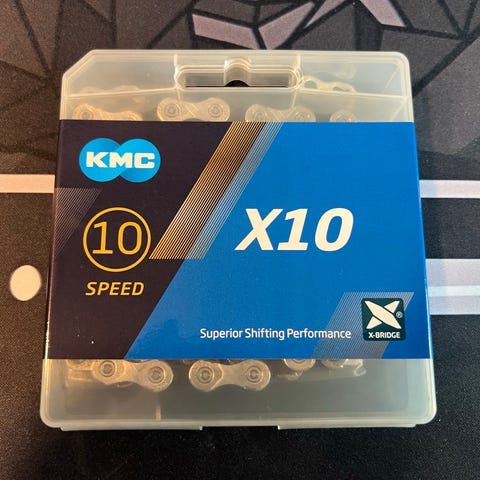 KMC
10
SPEED
X10
Superior Shifting Performance
®
X-BRIDGE